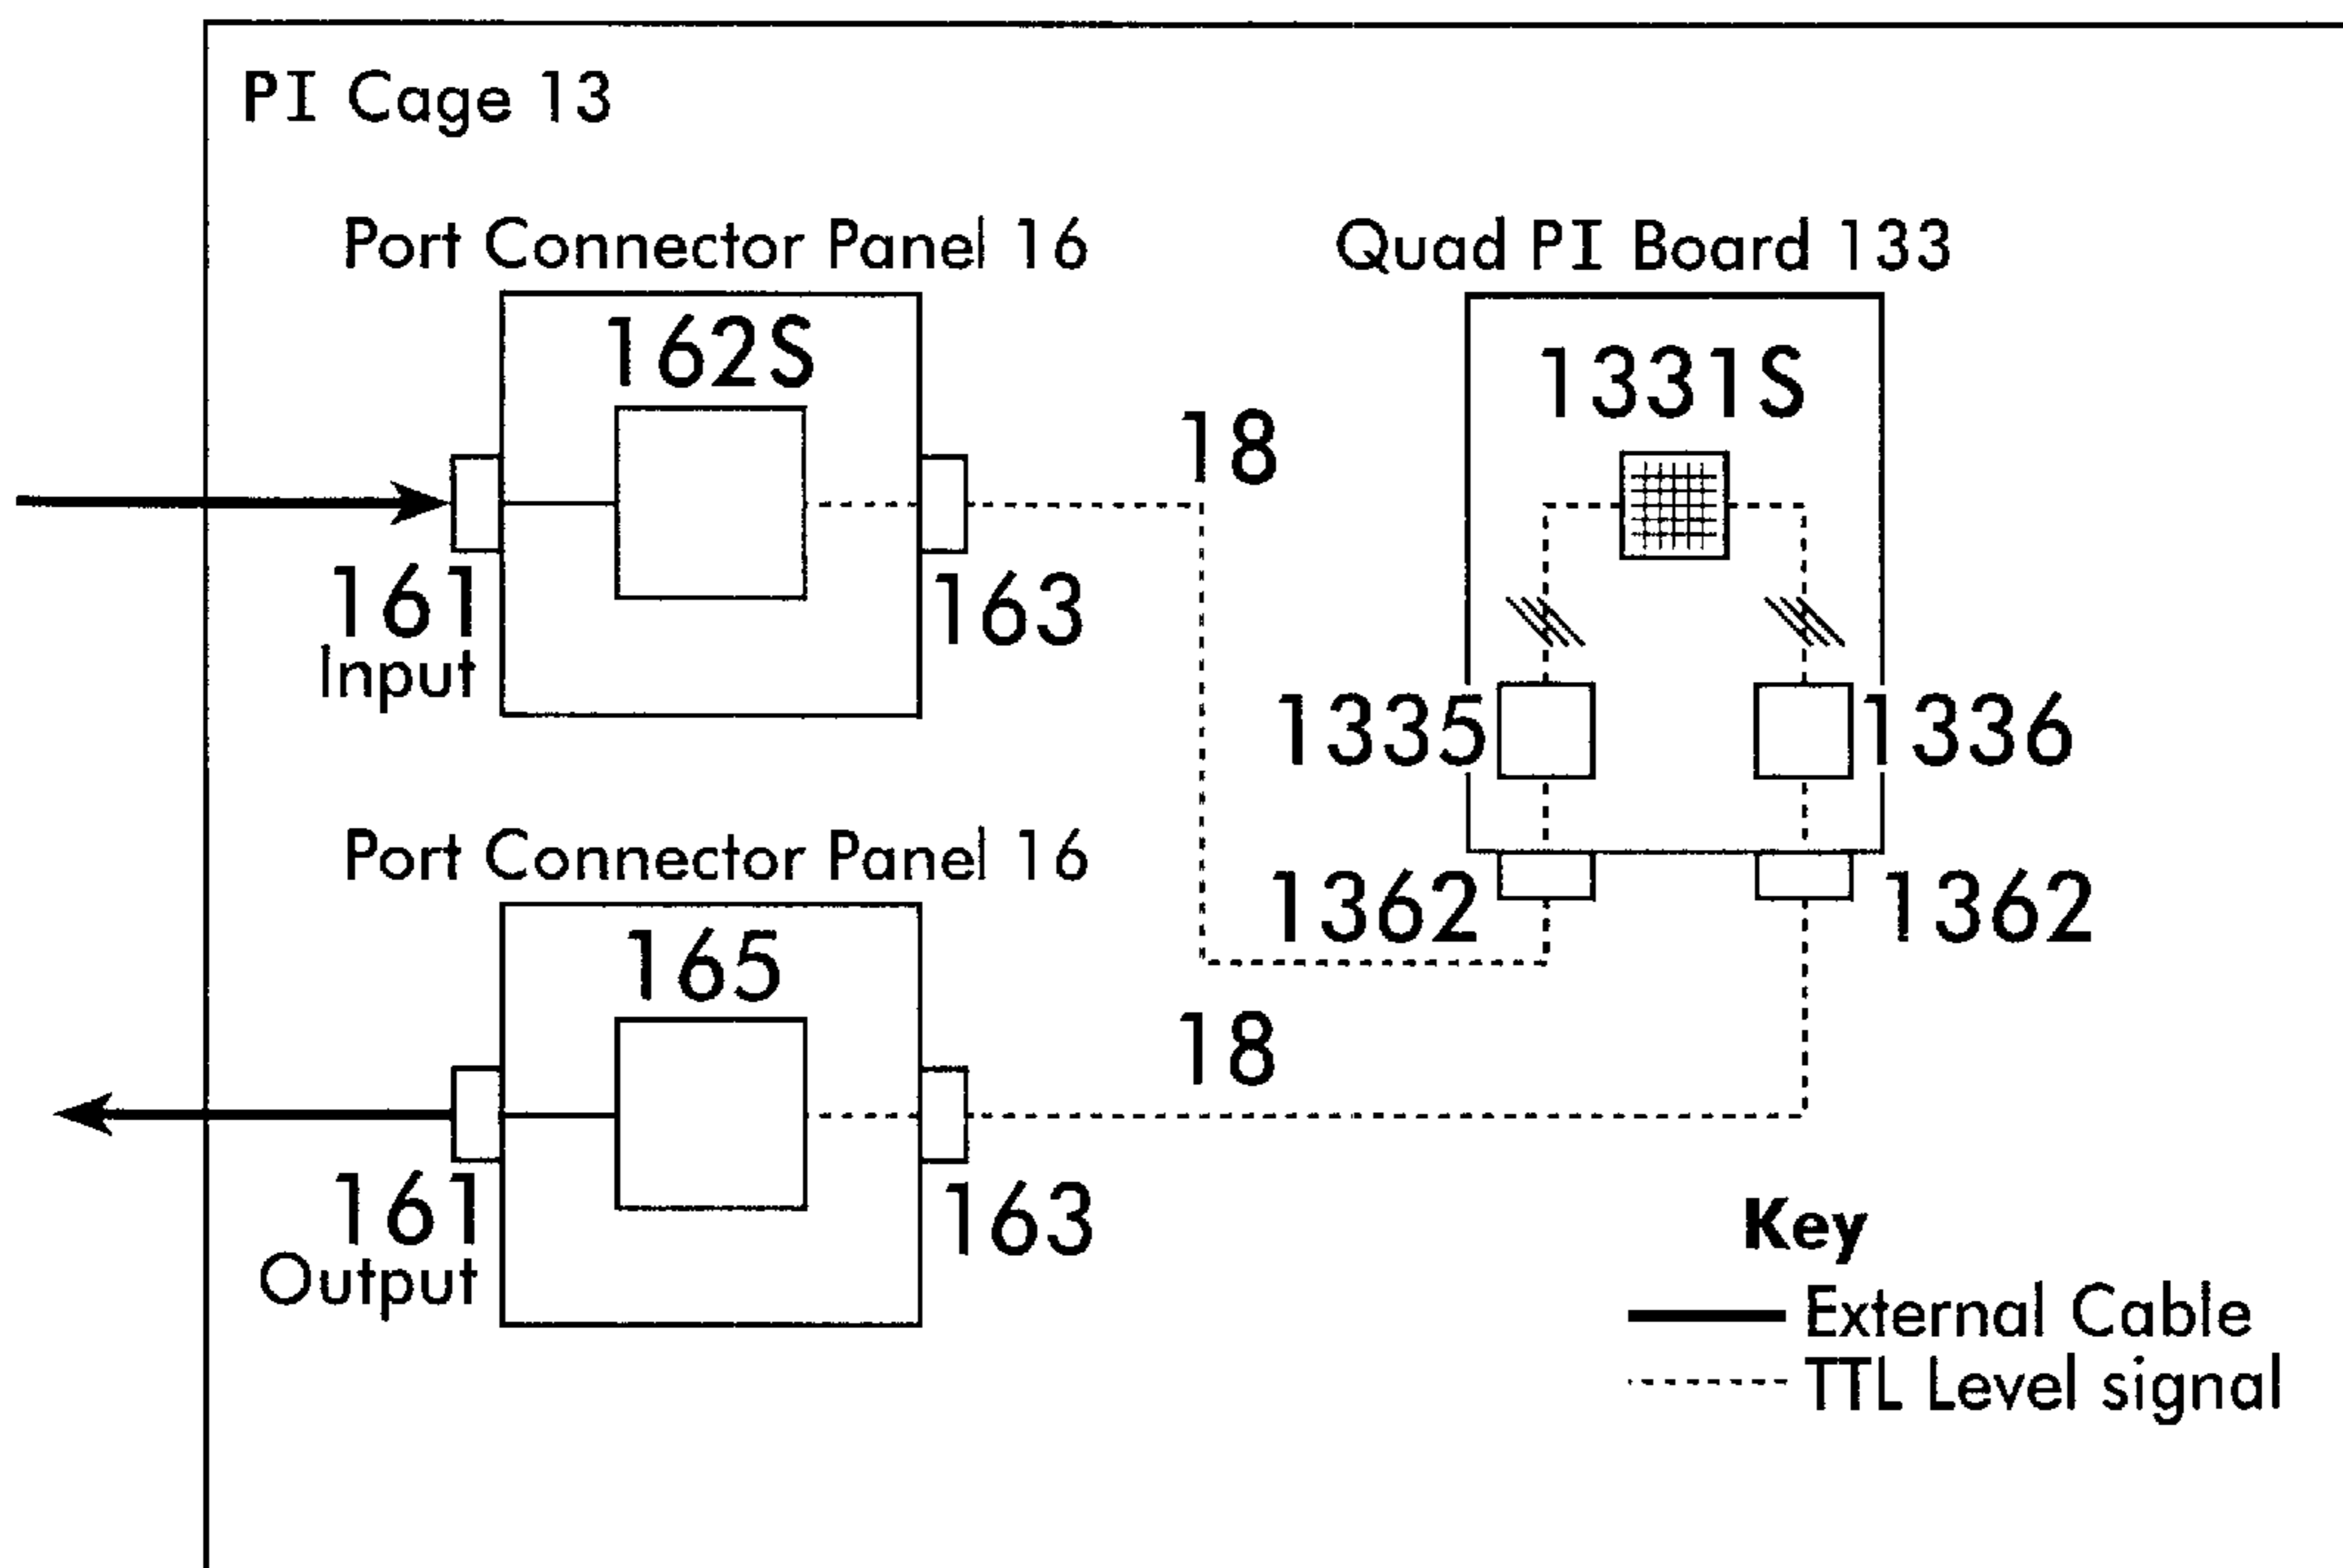 PI Cage 13
Port Connector Panel 16
Quad PI Board 133
162S
1331S
18
161
Input
163
1335
1336
1362
1362
Port Connector Panel 16
165
18
161
Output
163
Key
External Cable
TTL Level signal